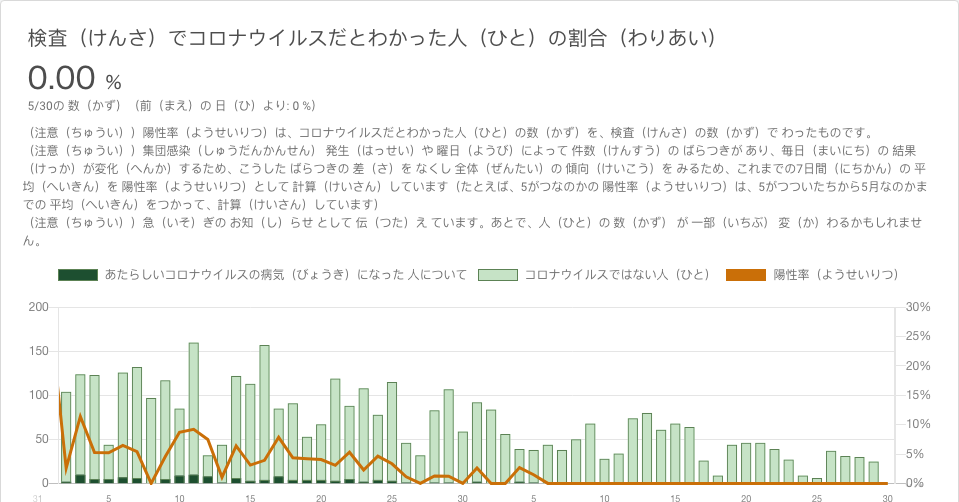 検査（けんさ）でコロナウイルスだとわかった人（ひと）の割合（わりあい）
0.00 %
5/30の 数（かず）（前（まえ）の 日（ひ）より: 0 %）
（注意（ちゅうい））陽性率（ようせいりつ）は、コロナウイルスだとわかった人（ひと）の数（かず）を、検査（けんさ）の数（かず）で わったものです。
（注意（ちゅうい））集団感染（しゅうだんかんせん） 発生（はっせい）や 曜日（ようび）によって 件数（けんすう）の ばらつきが あり、毎日（まいにち）の 結果
（けっか）が変化（へんか）するため、こうした ばらつきの 差（さ）を なくし 全体（ぜんたい）の 傾向（けいこう）を みるため、これまでの7日間（にちかん）の 平
均（へいきん）を 陽性率（ようせいりつ）として 計算（けいさん）しています（たとえば、5がつなのかの 陽性率（ようせいりつ）は、5がつついたちから5月なのかま
での 平均（へいきん）をつかって、計算（けいさん）しています）
（注意（ちゅうい））急（いそ）ぎの お知（し）らせ として 伝（つた）え ています。あとで、人（ひと）の 数（かず） が 一部（いちぶ） 変（か）わるかもしれませ
ん。
あたらしいコロナウイルスの病気（びょうき）になった 人について コロナウイルスではない人（ひと） 陽性率（ようせいりつ）
200 30%
25%
150 20%
100 15%
10%
50 5%
0 0%
31 5 10 15 20 25 30 5 10 15 20 25 30